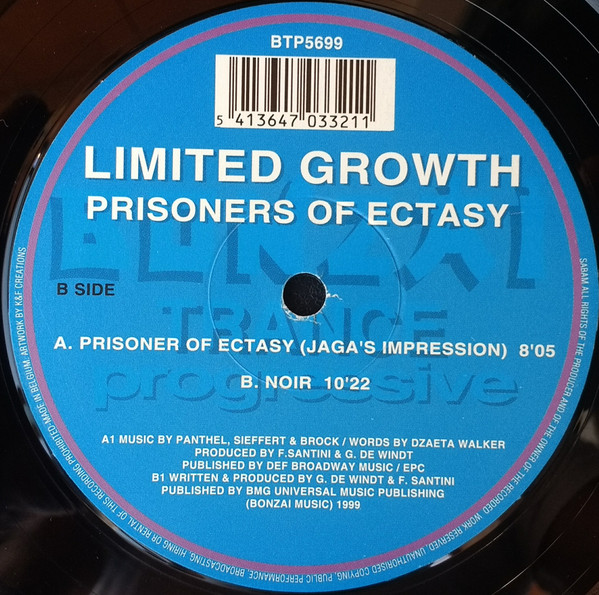 BTP5699
5 413647 033211
LIMITED GROWTH
PRISONERS OF ECTASY
BONZAI
TRANCE
progressive
B SIDE
A. PRISONER OF ECTASY (JAGA'S IMPRESSION) 8'05
B. NOIR 10'22
A1 MUSIC BY PANTHEL, SIEFFERT & BROCK / WORDS BY DZAETA WALKER
PRODUCED BY F.SANTINI & G. DE WINDT
PUBLISHED BY DEF BROADWAY MUSIC / EPC
B1 WRITTEN & PRODUCED BY G. DE WINDT & F. SANTINI
PUBLISHED BY BMG UNIVERSAL MUSIC PUBLISHING
(BONZAI MUSIC) 1999
SABAM ALL RIGHTS OF THE PRODUCER AND OF THE OWNER OF THE RECORDED WORK RESERVED. UNAUTHORISED COPYING, PUBLIC PERFORMANCE, BROADCASTING, HIRING OR RENTAL OF THIS RECORDING PROHIBITED-MADE IN BELGIUM- ARTWORK BY K&F CREATIONS